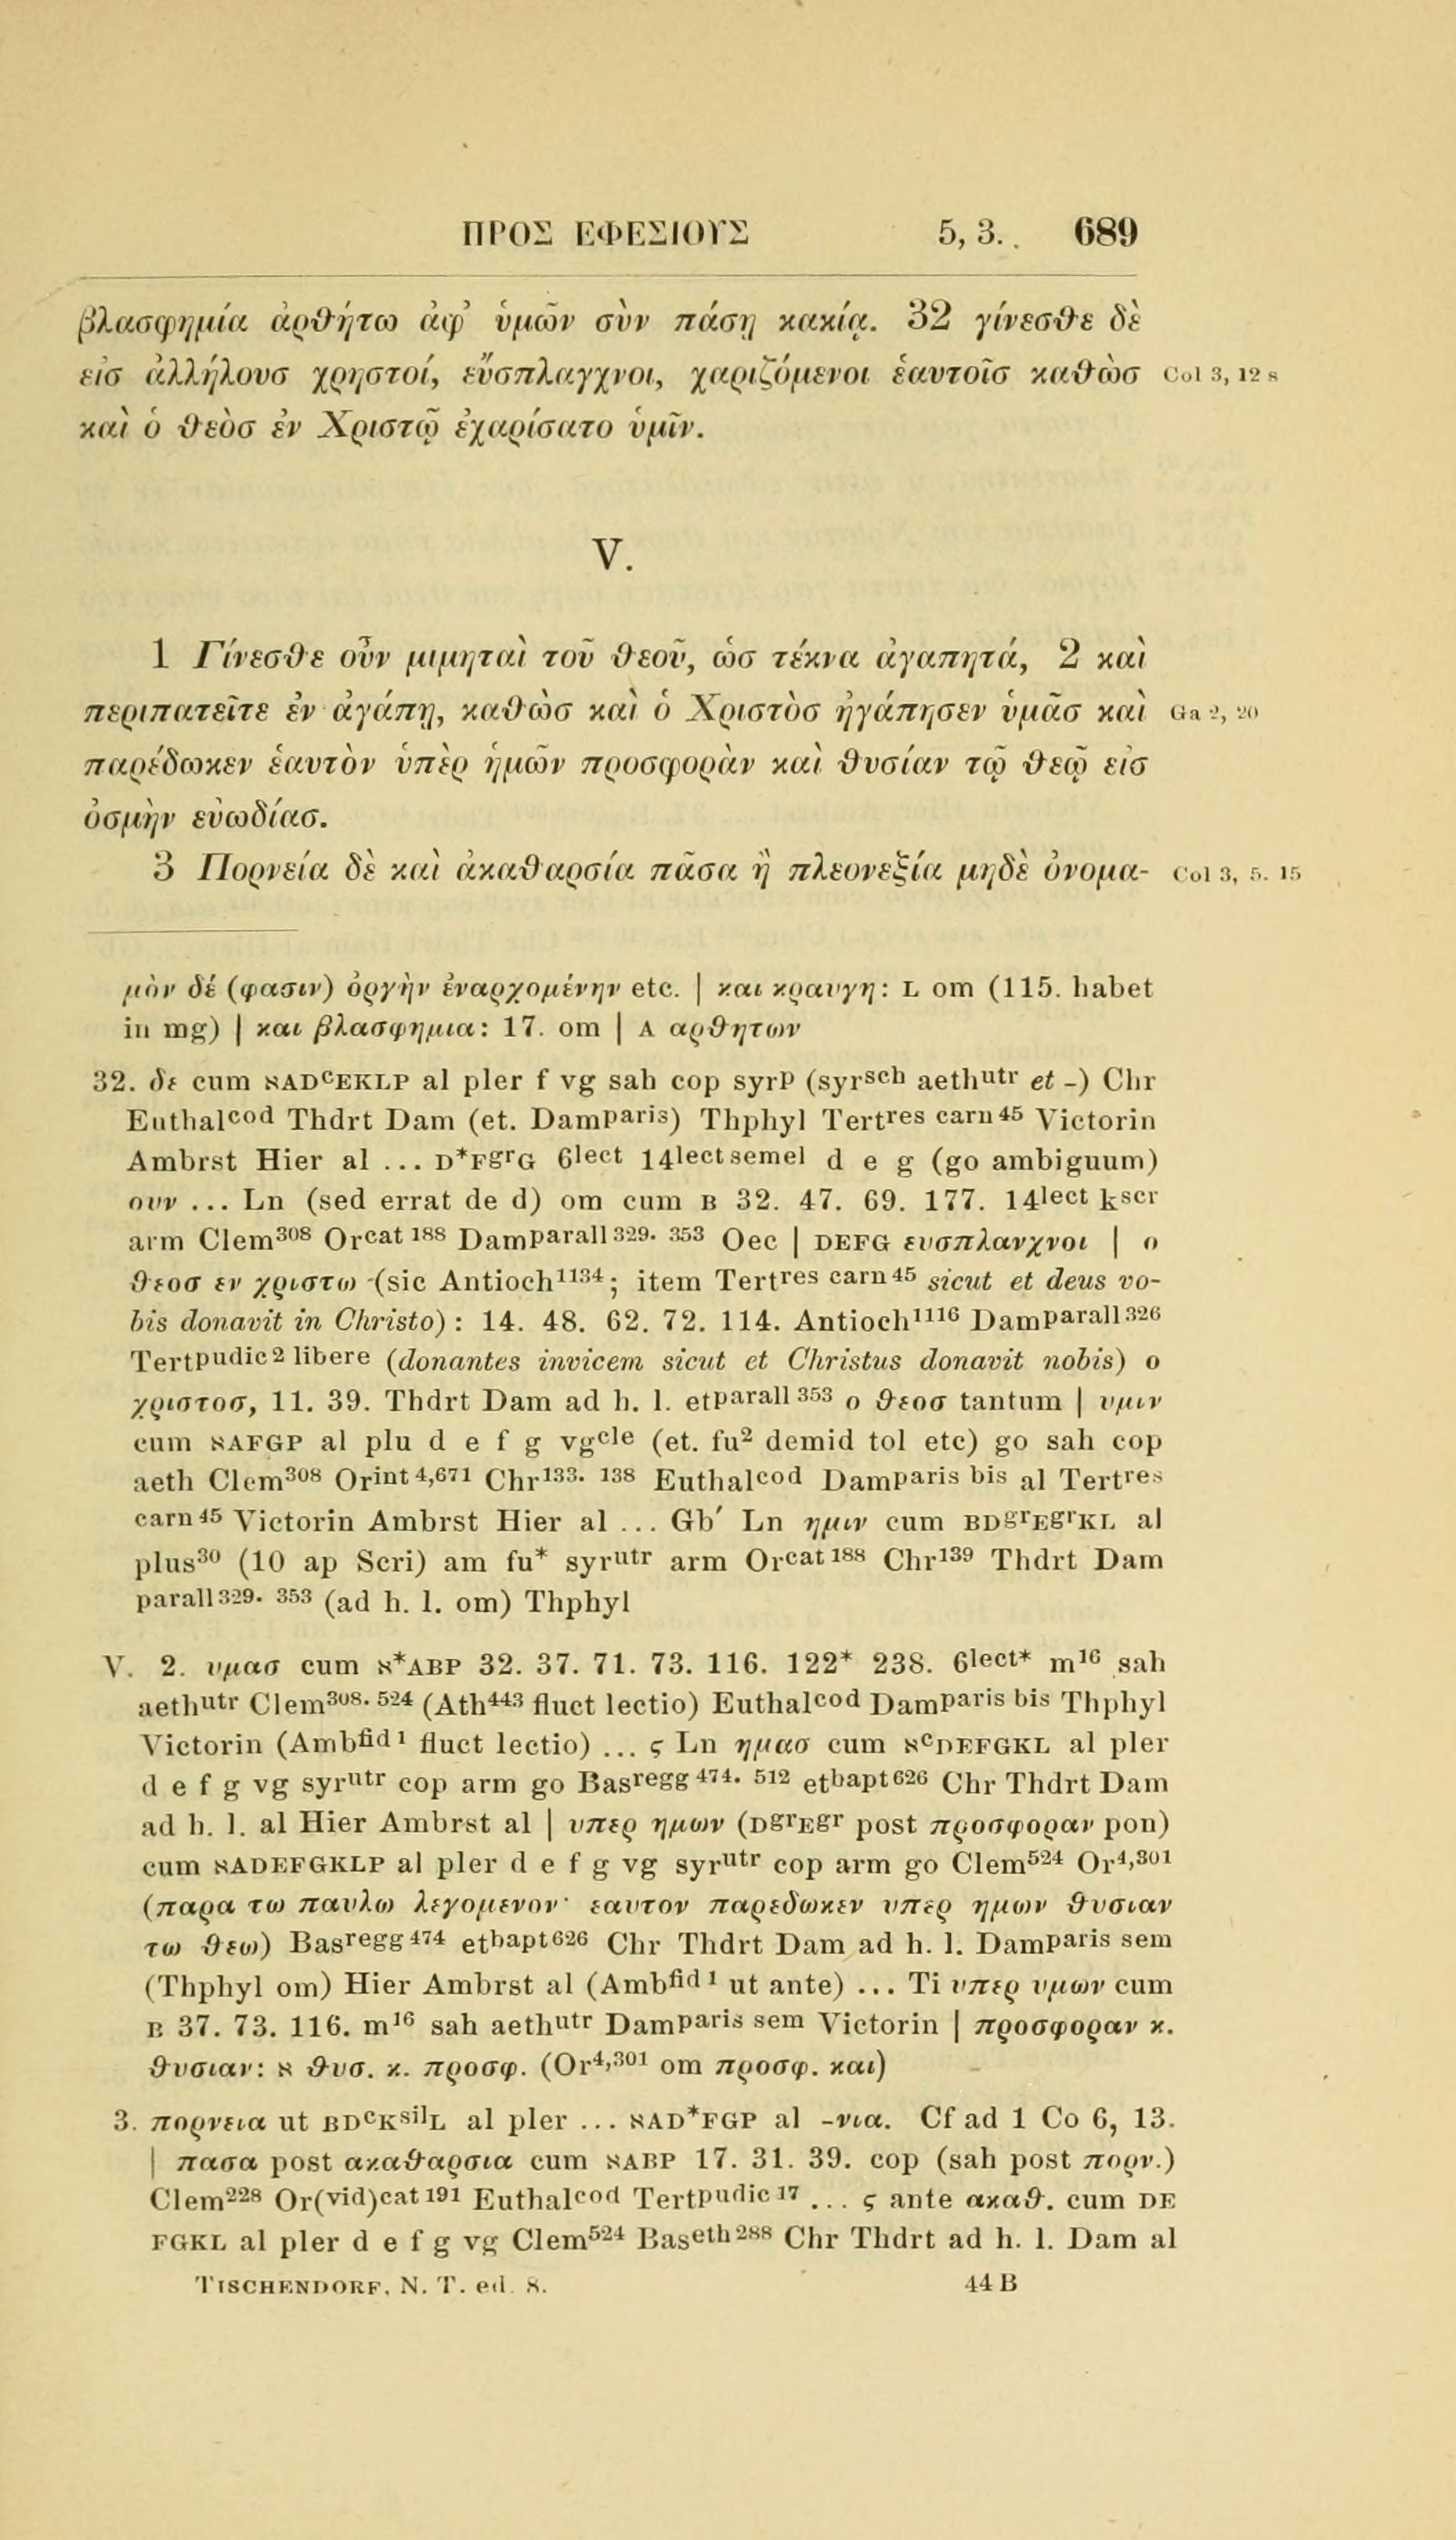 ΠΡΟΣ ΕΦΕΣΙΟΥΣ 5, 3. 689
βλασφημία ἀρθήτω ἀφ’ ὑμῶν σὺν πάσῃ κακίᾳ. 32 γίνεσθε δὲ
εἰσ ἀλλήλουσ χρηστοί, εὔσπλαγχνοι, χαριζόμενοι ἑαυτοῖσ καθὼσ Col 3, 12 s
καὶ ὁ θεὸσ ἐν Χριστῷ ἐχαρίσατο ὑμῖν.
V.
1 Γίνεσθε οὖν μιμηταὶ τοῦ θεοῦ, ὡσ τέκνα ἀγαπητά, 2 καὶ
περιπατεῖτε ἐν ἀγάπῃ, καθὼσ καὶ ὁ Χριστὸσ ἠγάπησεν ὑμᾶσ καὶ Ga 2, 20
παρέδωκεν ἑαυτὸν ὑπὲρ ἡμῶν προσφορὰν καὶ θυσίαν τῷ θεῷ εἰσ
ὀσμὴν εὐωδίασ.
3 Πορνεία δὲ καὶ ἀκαθαρσία πᾶσα ἢ πλεονεξία μηδὲ ὀνομα- Col 3, 5. 15
μὸν δέ (φασιν) ὀργὴν ἐναρχομένην etc. | και κραυγη: L om (115. habet
in mg) | και βλασφημια: 17. om | A αρθητων
32. δε cum ℵADᶜEKLP al pler f vg sah cop syrᵖ (syrˢᶜʰ aethᵘᵗʳ et -) Chr
Euthalᶜᵒᵈ Thdrt Dam (et. Damᵖᵃʳⁱˢ) Thphyl Tertʳᵉˢ ᶜᵃʳⁿ ⁴⁵ Victorin
Ambrst Hier al ... D*FᵍʳG 6ˡᵉᶜᵗ 14ˡᵉᶜᵗ ˢᵉᵐᵉˡ d e g (go ambiguum)
ουν ... Ln (sed errat de d) om cum B 32. 47. 69. 177. 14ˡᵉᶜᵗ kˢᶜʳ
arm Clem³⁰⁸ Orᶜᵃᵗ ¹⁸⁸ Damᵖᵃʳᵃˡˡ ³²⁹· ³⁵³ Oec | DEFG ευσπλανχνοι | ο
θεοσ εν χριστω (sic Antioch¹¹³⁴; item Tertʳᵉˢ ᶜᵃʳⁿ ⁴⁵ sicut et deus vo-
bis donavit in Christo): 14. 48. 62. 72. 114. Antioch¹¹¹⁶ Damᵖᵃʳᵃˡˡ ³²⁶
Tertᵖᵘᵈⁱᶜ ² libere (donantes invicem sicut et Christus donavit nobis) ο
χριστοσ, 11. 39. Thdrt Dam ad h. l. etᵖᵃʳᵃˡˡ ³⁵³ ο θεοσ tantum | υμιν
cum ℵAFGP al plu d e f g vgᶜˡᵉ (et. fu² demid tol etc) go sah cop
aeth Clem³⁰⁸ Orⁱⁿᵗ ⁴,⁶⁷¹ Chr¹³³· ¹³⁸ Euthalᶜᵒᵈ Damᵖᵃʳⁱˢ ᵇⁱˢ al Tertʳᵉˢ
ᶜᵃʳⁿ ⁴⁵ Victorin Ambrst Hier al ... Gb′ Ln ημιν cum BDᵍʳEᵍʳKL al
plus³⁰ (10 ap Scri) am fu* syrᵘᵗʳ arm Orᶜᵃᵗ ¹⁸⁸ Chr¹³⁹ Thdrt Dam
ᵖᵃʳᵃˡˡ ³²⁹· ³⁵³ (ad h. l. om) Thphyl
V. 2. υμασ cum ℵ*ABP 32. 37. 71. 73. 116. 122* 238. 6ˡᵉᶜᵗ* m¹⁶ sah
aethᵘᵗʳ Clem³⁰⁸· ⁵²⁴ (Ath⁴⁴³ fluct lectio) Euthalᶜᵒᵈ Damᵖᵃʳⁱˢ ᵇⁱˢ Thphyl
Victorin (Ambᶠⁱᵈ ¹ fluct lectio) ... ς Ln ημασ cum ℵᶜDEFGKL al pler
d e f g vg syrᵘᵗʳ cop arm go Basʳᵉᵍᵍ ⁴⁷⁴· ⁵¹² etᵇᵃᵖᵗ ⁶²⁶ Chr Thdrt Dam
ad h. l. al Hier Ambrst al | υπερ ημων (DᵍʳEᵍʳ post προσφοραν pon)
cum ℵADEFGKLP al pler d e f g vg syrᵘᵗʳ cop arm go Clem⁵²⁴ Or⁴,³⁰¹
(παρα τω παυλω λεγομενον· εαυτον παρεδωκεν υπερ ημων θυσιαν
τω θεω) Basʳᵉᵍᵍ ⁴⁷⁴ etᵇᵃᵖᵗ ⁶²⁶ Chr Thdrt Dam ad h. l. Damᵖᵃʳⁱˢ ˢᵉᵐ
(Thphyl om) Hier Ambrst al (Ambᶠⁱᵈ ¹ ut ante) ... Ti υπερ υμων cum
B 37. 73. 116. m¹⁶ sah aethᵘᵗʳ Damᵖᵃʳⁱˢ ˢᵉᵐ Victorin | προσφοραν κ.
θυσιαν: ℵ θυσ. κ. προσφ. (Or⁴,³⁰¹ om προσφ. και)
3. πορνεια ut BDᶜKˢⁱˡL al pler ... ℵAD*FGP al -νια. Cf ad 1 Co 6, 13.
| πασα post ακαθαρσια cum ℵABP 17. 31. 39. cop (sah post πορν.)
Clem²²⁸ Or(ᵛⁱᵈ)ᶜᵃᵗ ¹⁹¹ Euthalᶜᵒᵈ Tertᵖᵘᵈⁱᶜ ¹⁷ ... ς ante ακαθ. cum DE
FGKL al pler d e f g vg Clem⁵²⁴ Basᵉᵗʰ ²⁸⁸ Chr Thdrt ad h. l. Dam al
TISCHENDORF, N. T. ed. 8. 44 B